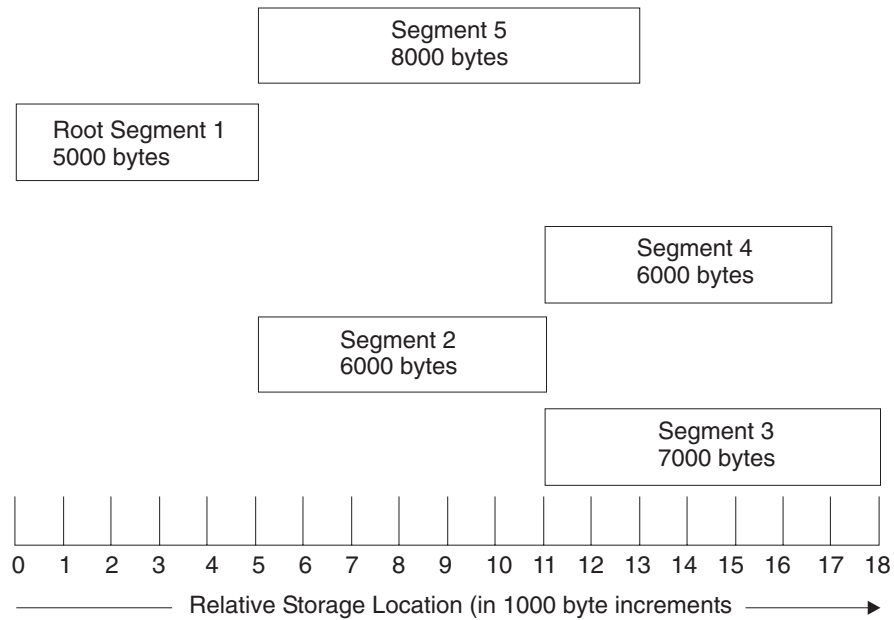 Segment 5
8000 bytes
Root Segment 1
5000 bytes
Segment 4
6000 bytes
Segment 2
6000 bytes
Segment 3
7000 bytes
0 1 2 3 4 5 6 7 8 9 10 11 12 13 14 15 16 17 18
Relative Storage Location (in 1000 byte increments